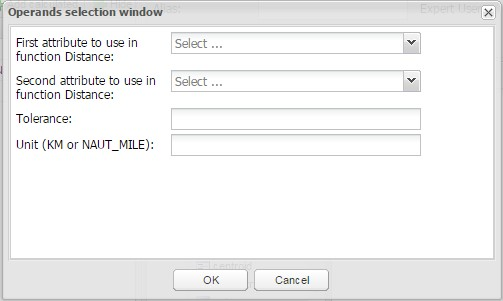 Operands selection window
First attribute to use in
function Distance:
Select ...
Second attribute to use in
function Distance:
Select ...
Tolerance:
Unit (KM or NAUT_MILE):
OK
Cancel